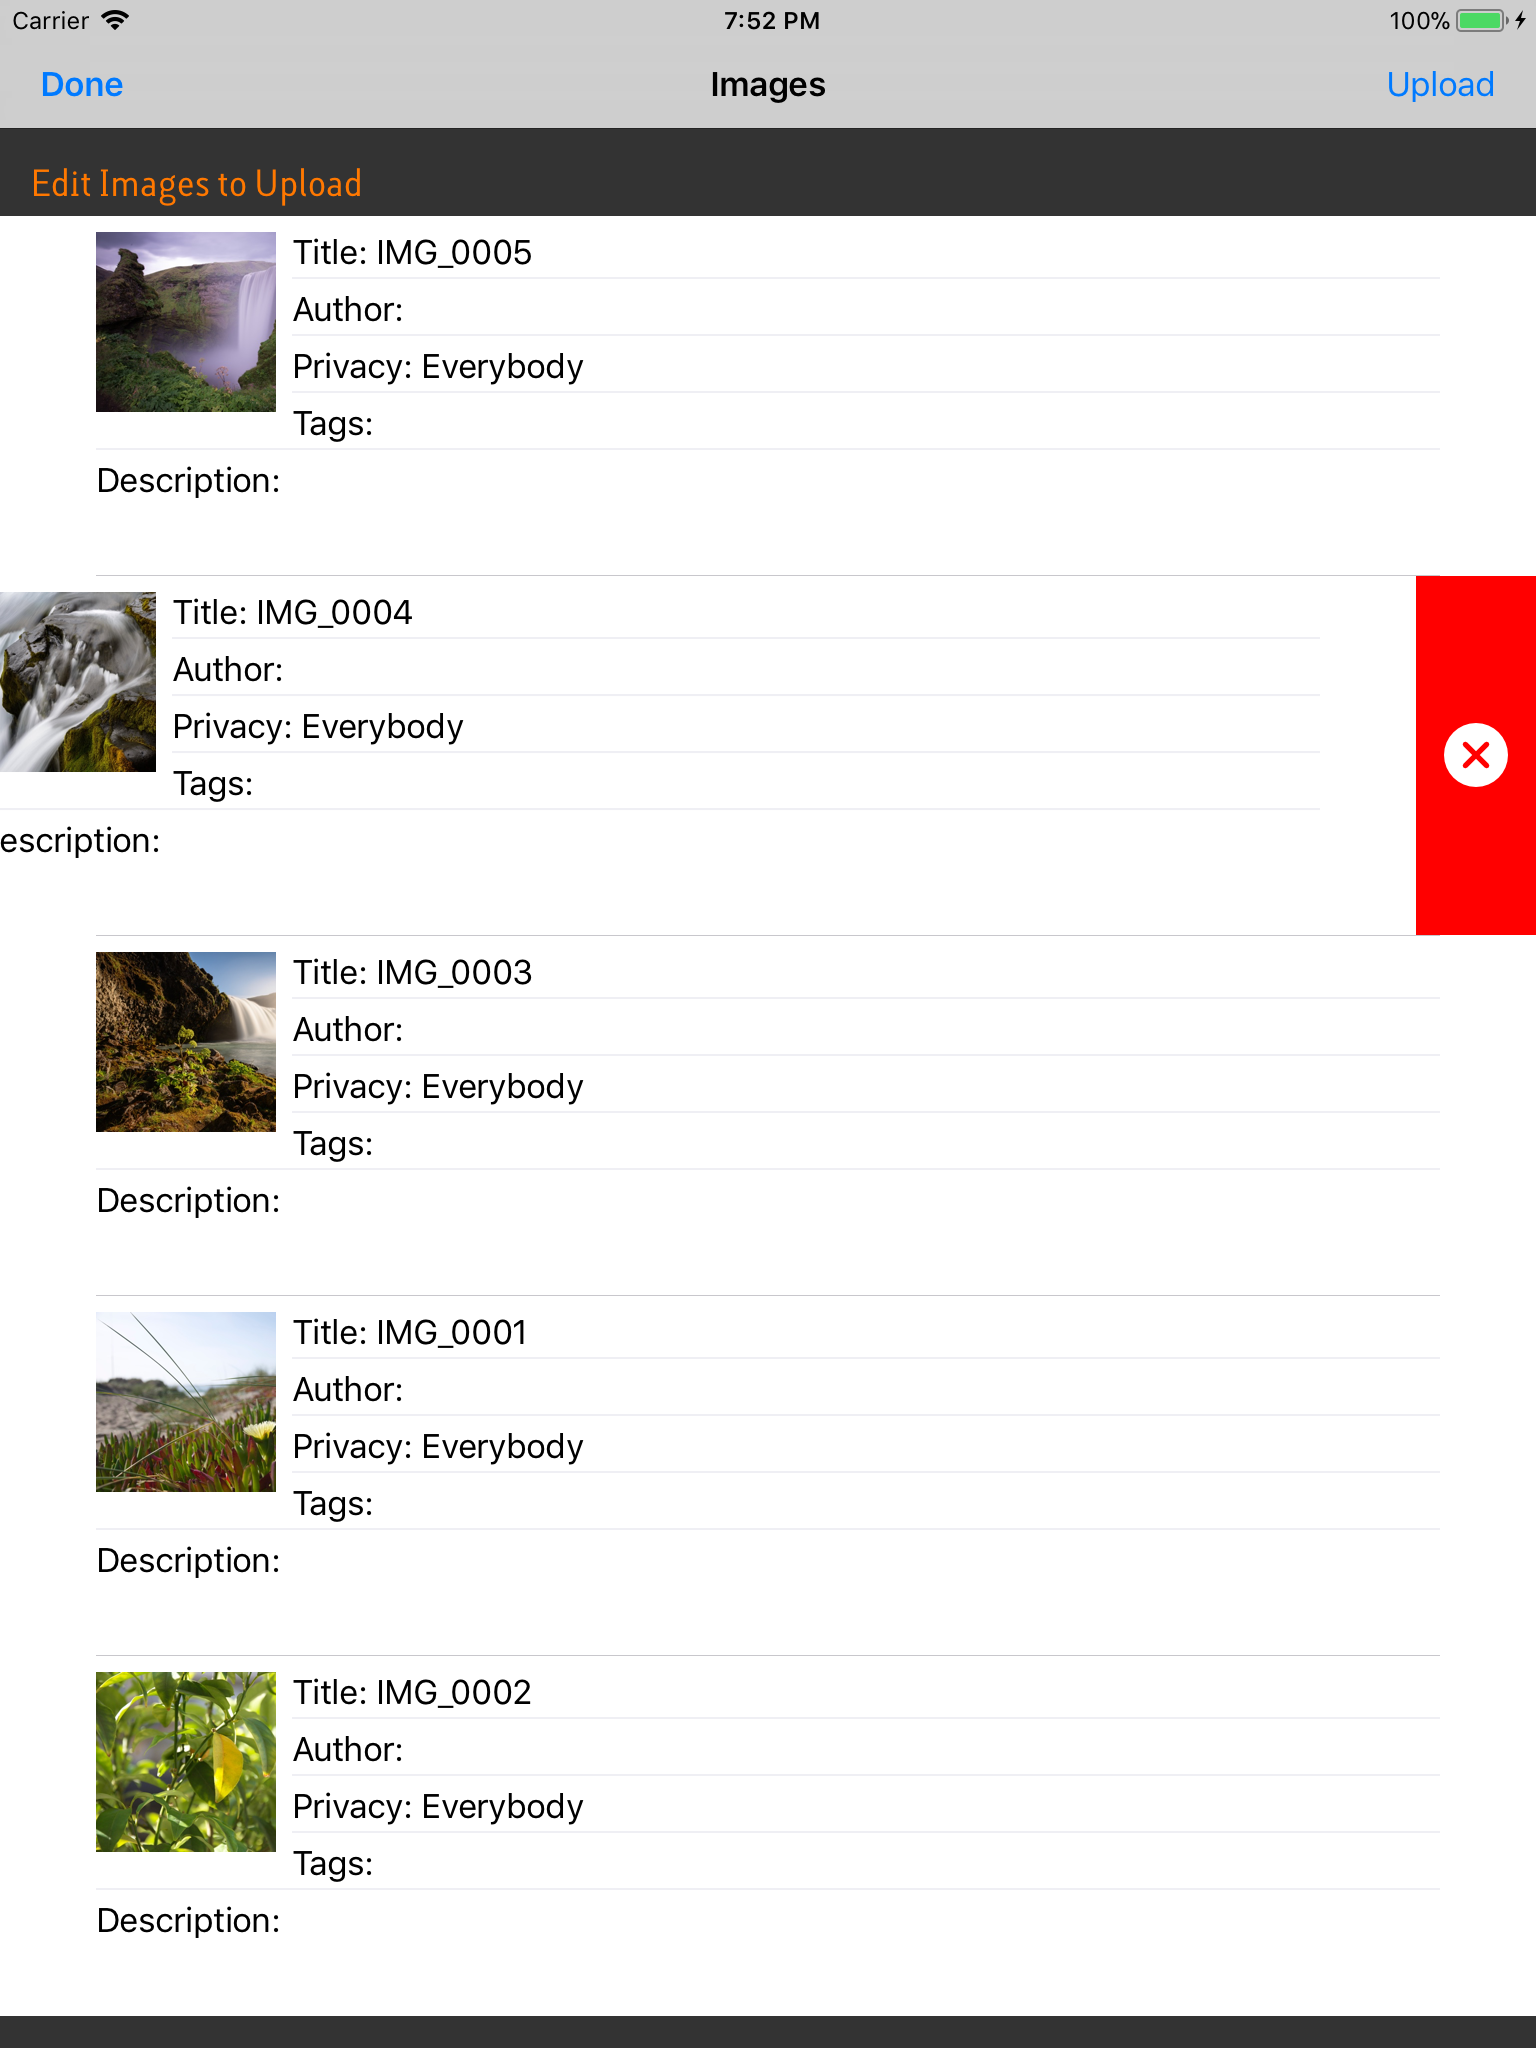 Carrier 7:52 PM 100%
Done Images Upload
Edit Images to Upload
Title: IMG_0005
Author:
Privacy: Everybody
Tags:
Description:
Title: IMG_0004
Author:
Privacy: Everybody
Tags:
escription:
Title: IMG_0003
Author:
Privacy: Everybody
Tags:
Description:
Title: IMG_0001
Author:
Privacy: Everybody
Tags:
Description:
Title: IMG_0002
Author:
Privacy: Everybody
Tags:
Description: